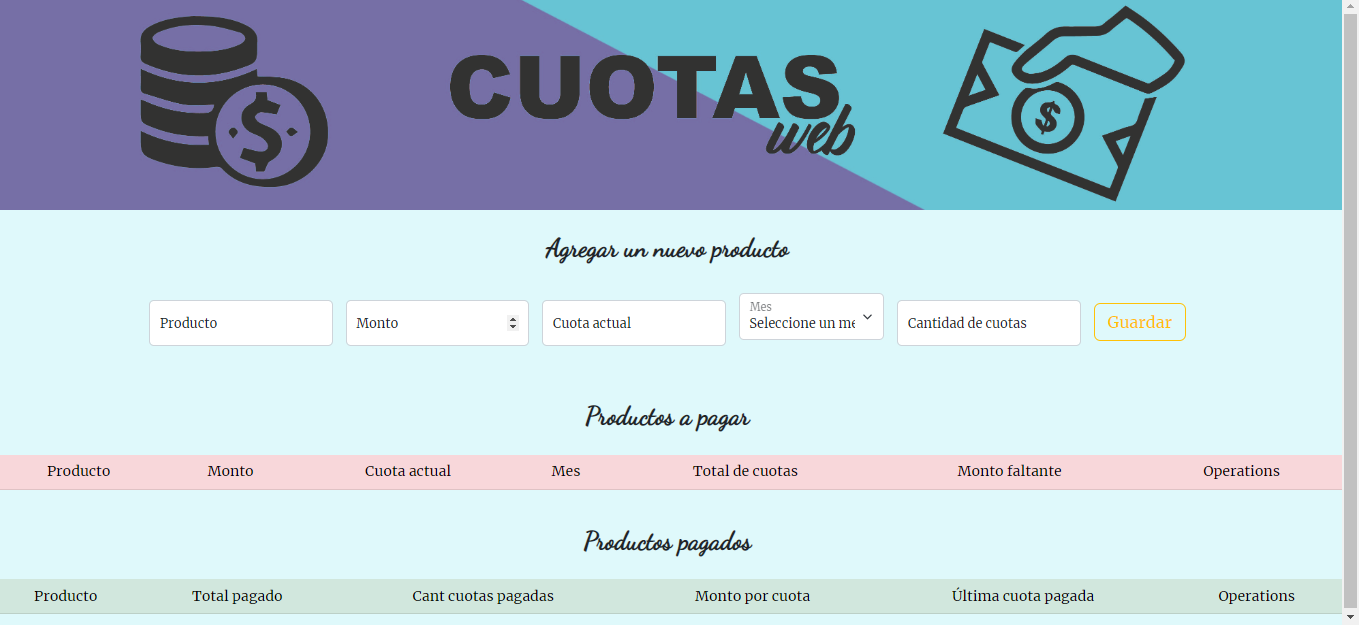 CUOTAS
web
Agregar un nuevo producto
Producto Monto Cuota actual Mes Seleccione un me Cantidad de cuotas Guardar
Productos a pagar
Producto Monto Cuota actual Mes Total de cuotas Monto faltante Operations
Productos pagados
Producto Total pagado Cant cuotas pagadas Monto por cuota Última cuota pagada Operations